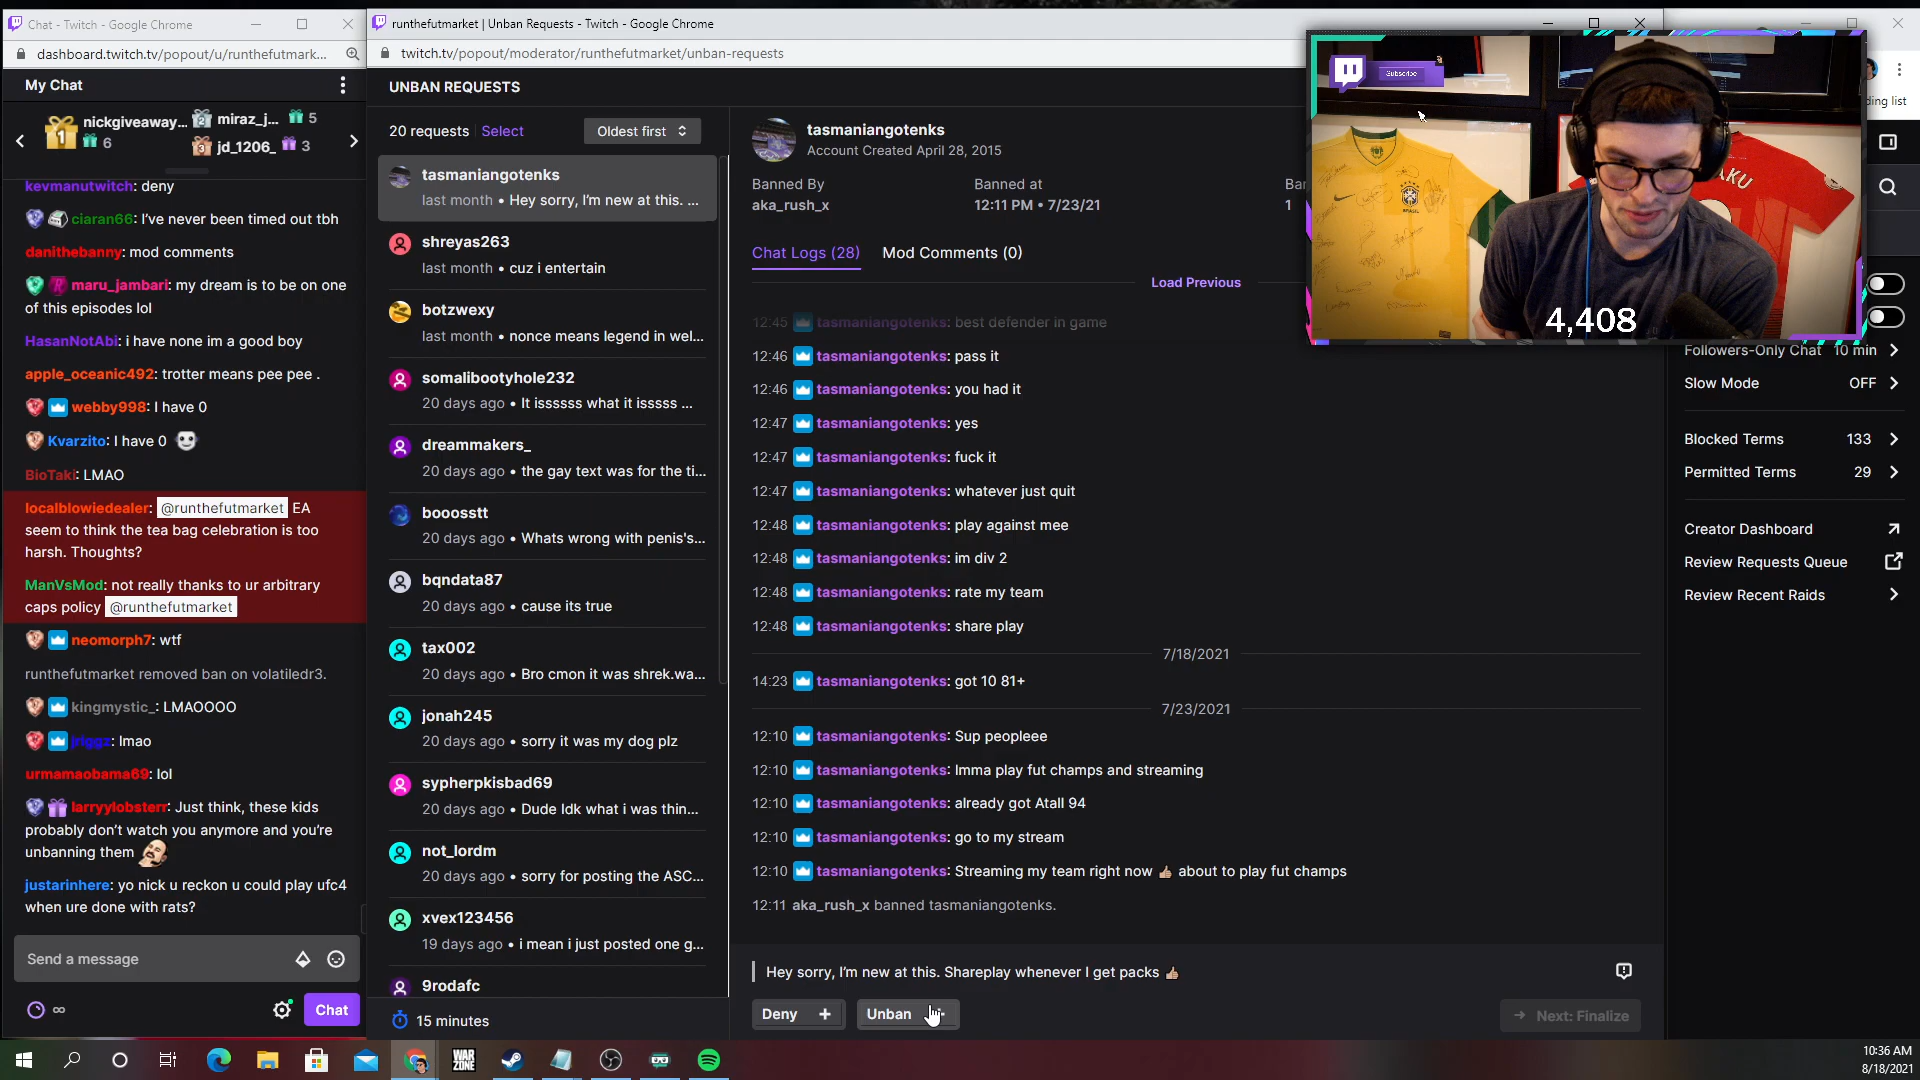 Chat - Twitch - Google Chrome
dashboard.twitch.tv/popout/u/runthefutmark...
My Chat
1 nickgiveaway...
6
2 miraz_j... 5
3 jd_1206_ 3
kevmanutwitch: deny
ciaran66: I've never been timed out tbh
danithebanny: mod comments
maru_jambari: my dream is to be on one
of this episodes lol
HasanNotAbi: i have none im a good boy
apple_oceanic492: trotter means pee pee .
webby998: I have 0
Kvarzito: I have 0
BioTaki: LMAO
localblowiedealer: @runthefutmarket EA
seem to think the tea bag celebration is too
harsh. Thoughts?
ManVsMod: not really thanks to ur arbitrary
caps policy @runthefutmarket
neomorph7: wtf
runthefutmarket removed ban on volatiledr3.
kingmystic_: LMAOOOO
jriggz: lmao
urmamaobama69: lol
larryylobsterr: Just think, these kids
probably don't watch you anymore and you're
unbanning them
justarinhere: yo nick u reckon u could play ufc4
when ure done with rats?
Send a message
∞
Chat
runthefutmarket | Unban Requests - Twitch - Google Chrome
twitch.tv/popout/moderator/runthefutmarket/unban-requests
UNBAN REQUESTS
20 requests Select
Oldest first
tasmaniangotenks
last month • Hey sorry, I'm new at this. ...
shreyas263
last month • cuz i entertain
botzwexy
last month • nonce means legend in wel...
somalibootyhole232
20 days ago • It issssss what it isssss ...
dreammakers_
20 days ago • the gay text was for the ti...
booosstt
20 days ago • Whats wrong with penis's...
bqndata87
20 days ago • cause its true
tax002
20 days ago • Bro cmon it was shrek.wa...
jonah245
20 days ago • sorry it was my dog plz
sypherpkisbad69
20 days ago • Dude Idk what i was thin...
not_lordm
20 days ago • sorry for posting the ASC...
xvex123456
19 days ago • i mean i just posted one g...
9rodafc
15 minutes
tasmaniangotenks
Account Created April 28, 2015
Banned By
aka_rush_x
Banned at
12:11 PM • 7/23/21
Bar
1
Chat Logs (28)
Mod Comments (0)
Load Previous
12:45 tasmaniangotenks: best defender in game
12:46 tasmaniangotenks: pass it
12:46 tasmaniangotenks: you had it
12:47 tasmaniangotenks: yes
12:47 tasmaniangotenks: fuck it
12:47 tasmaniangotenks: whatever just quit
12:48 tasmaniangotenks: play against mee
12:48 tasmaniangotenks: im div 2
12:48 tasmaniangotenks: rate my team
12:48 tasmaniangotenks: share play
7/18/2021
14:23 tasmaniangotenks: got 10 81+
7/23/2021
12:10 tasmaniangotenks: Sup peopleee
12:10 tasmaniangotenks: Imma play fut champs and streaming
12:10 tasmaniangotenks: already got Atall 94
12:10 tasmaniangotenks: go to my stream
12:10 tasmaniangotenks: Streaming my team right now 👍🏽 about to play fut champs
12:11 aka_rush_x banned tasmaniangotenks.
Hey sorry, I'm new at this. Shareplay whenever I get packs 👍🏽
Deny +
Unban
Next: Finalize
Subscribe
BRASIL
AKU
4,408
ding list
Followers-Only Chat 10 min
Slow Mode OFF
Blocked Terms 133
Permitted Terms 29
Creator Dashboard
Review Requests Queue
Review Recent Raids
WAR
ZONE
10:36 AM
8/18/2021